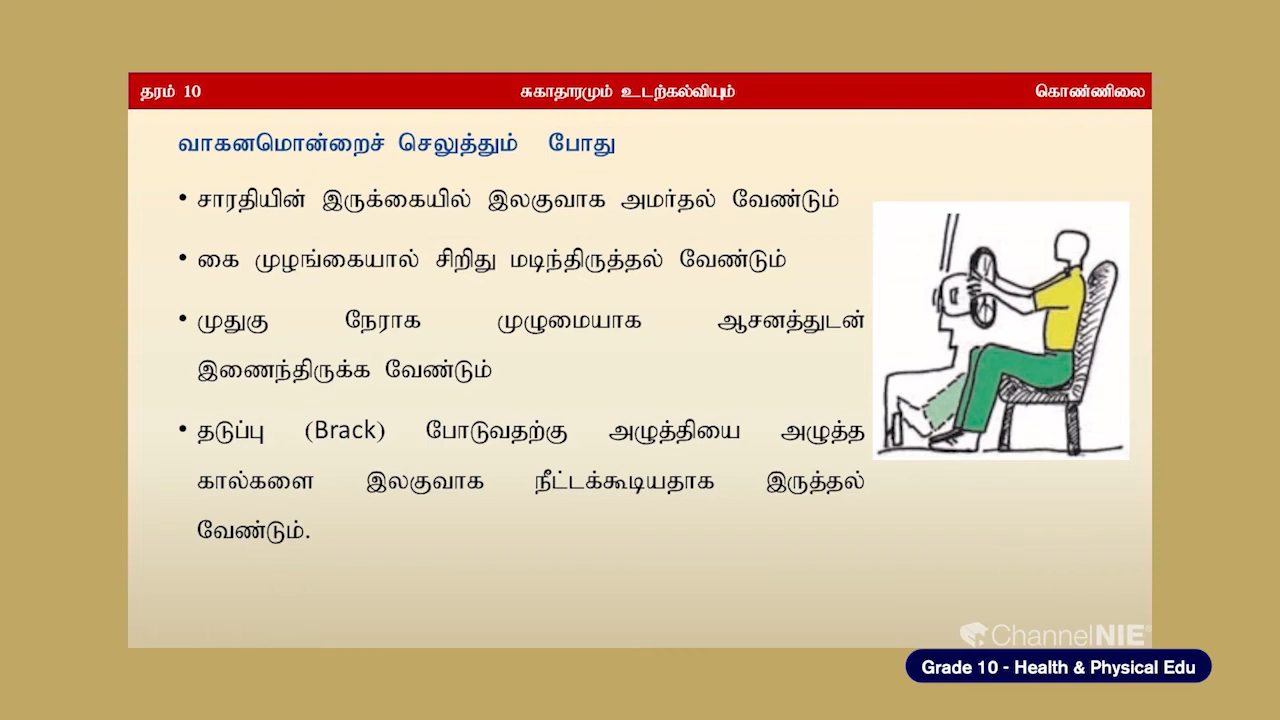 தரம் 10 சுகாதாரமும் உடற்கல்வியும் கொண்ணிலை
வாகனமொன்றைச் செலுத்தும் போது
• சாரதியின் இருக்கையில் இலகுவாக அமர்தல் வேண்டும்
• கை முழங்கையால் சிறிது மடிந்திருத்தல் வேண்டும்
• முதுகு நேராக முழுமையாக ஆசனத்துடன்
இணைந்திருக்க வேண்டும்
• தடுப்பு (Brack) போடுவதற்கு அழுத்தியை அழுத்த
கால்களை இலகுவாக நீட்டக்கூடியதாக இருத்தல்
வேண்டும்.
ChannelNIE
Grade 10 - Health & Physical Edu